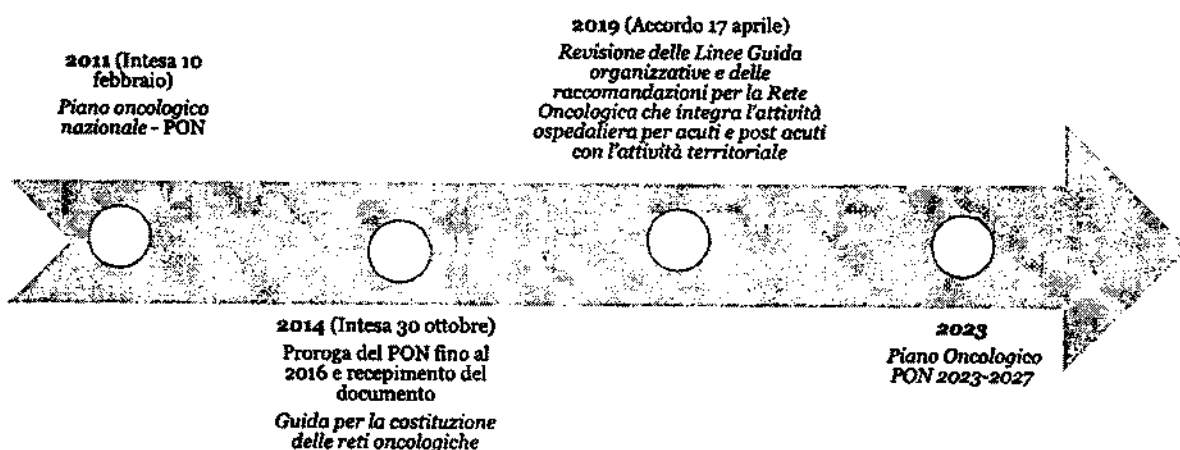 2011 (Intesa 10
febbraio)
Piano oncologico
nazionale - PON
2014 (Intesa 30 ottobre)
Proroga del PON fino al
2016 e recepimento del
documento
Guida per la costituzione
delle reti oncologiche
2019 (Accordo 17 aprile)
Revisione delle Linee Guida
organizzative e delle
raccomandazioni per la Rete
Oncologica che integra l'attività
ospedaliera per acuti e post acuti
con l'attività territoriale
2023
Piano Oncologico
PON 2023-2027